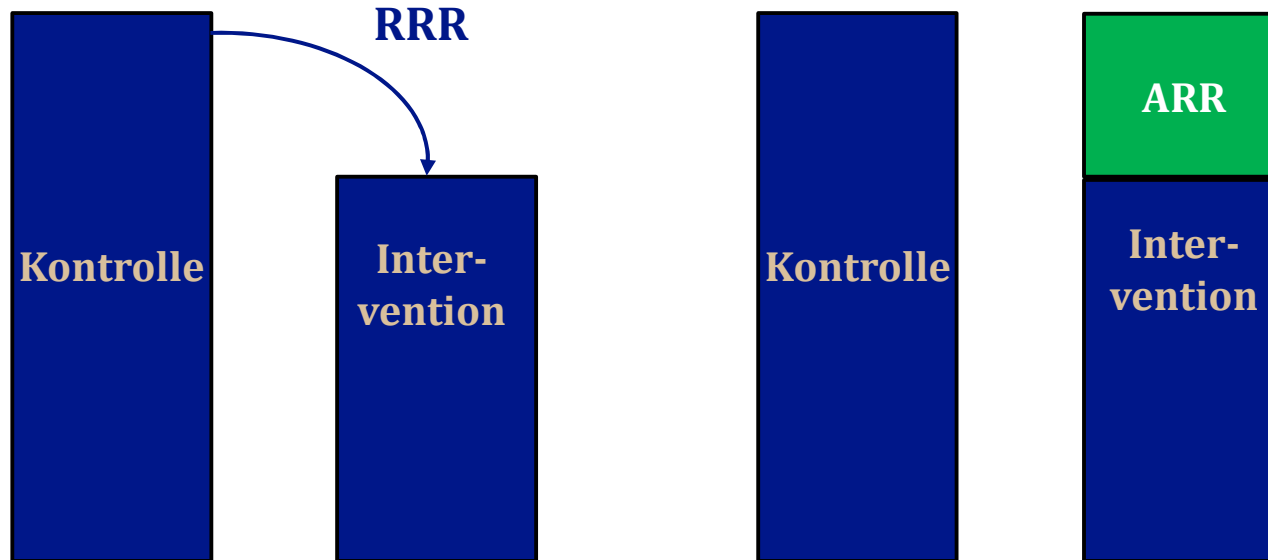 RRR
Kontrolle
Inter-
vention
Kontrolle
ARR
Inter-
vention